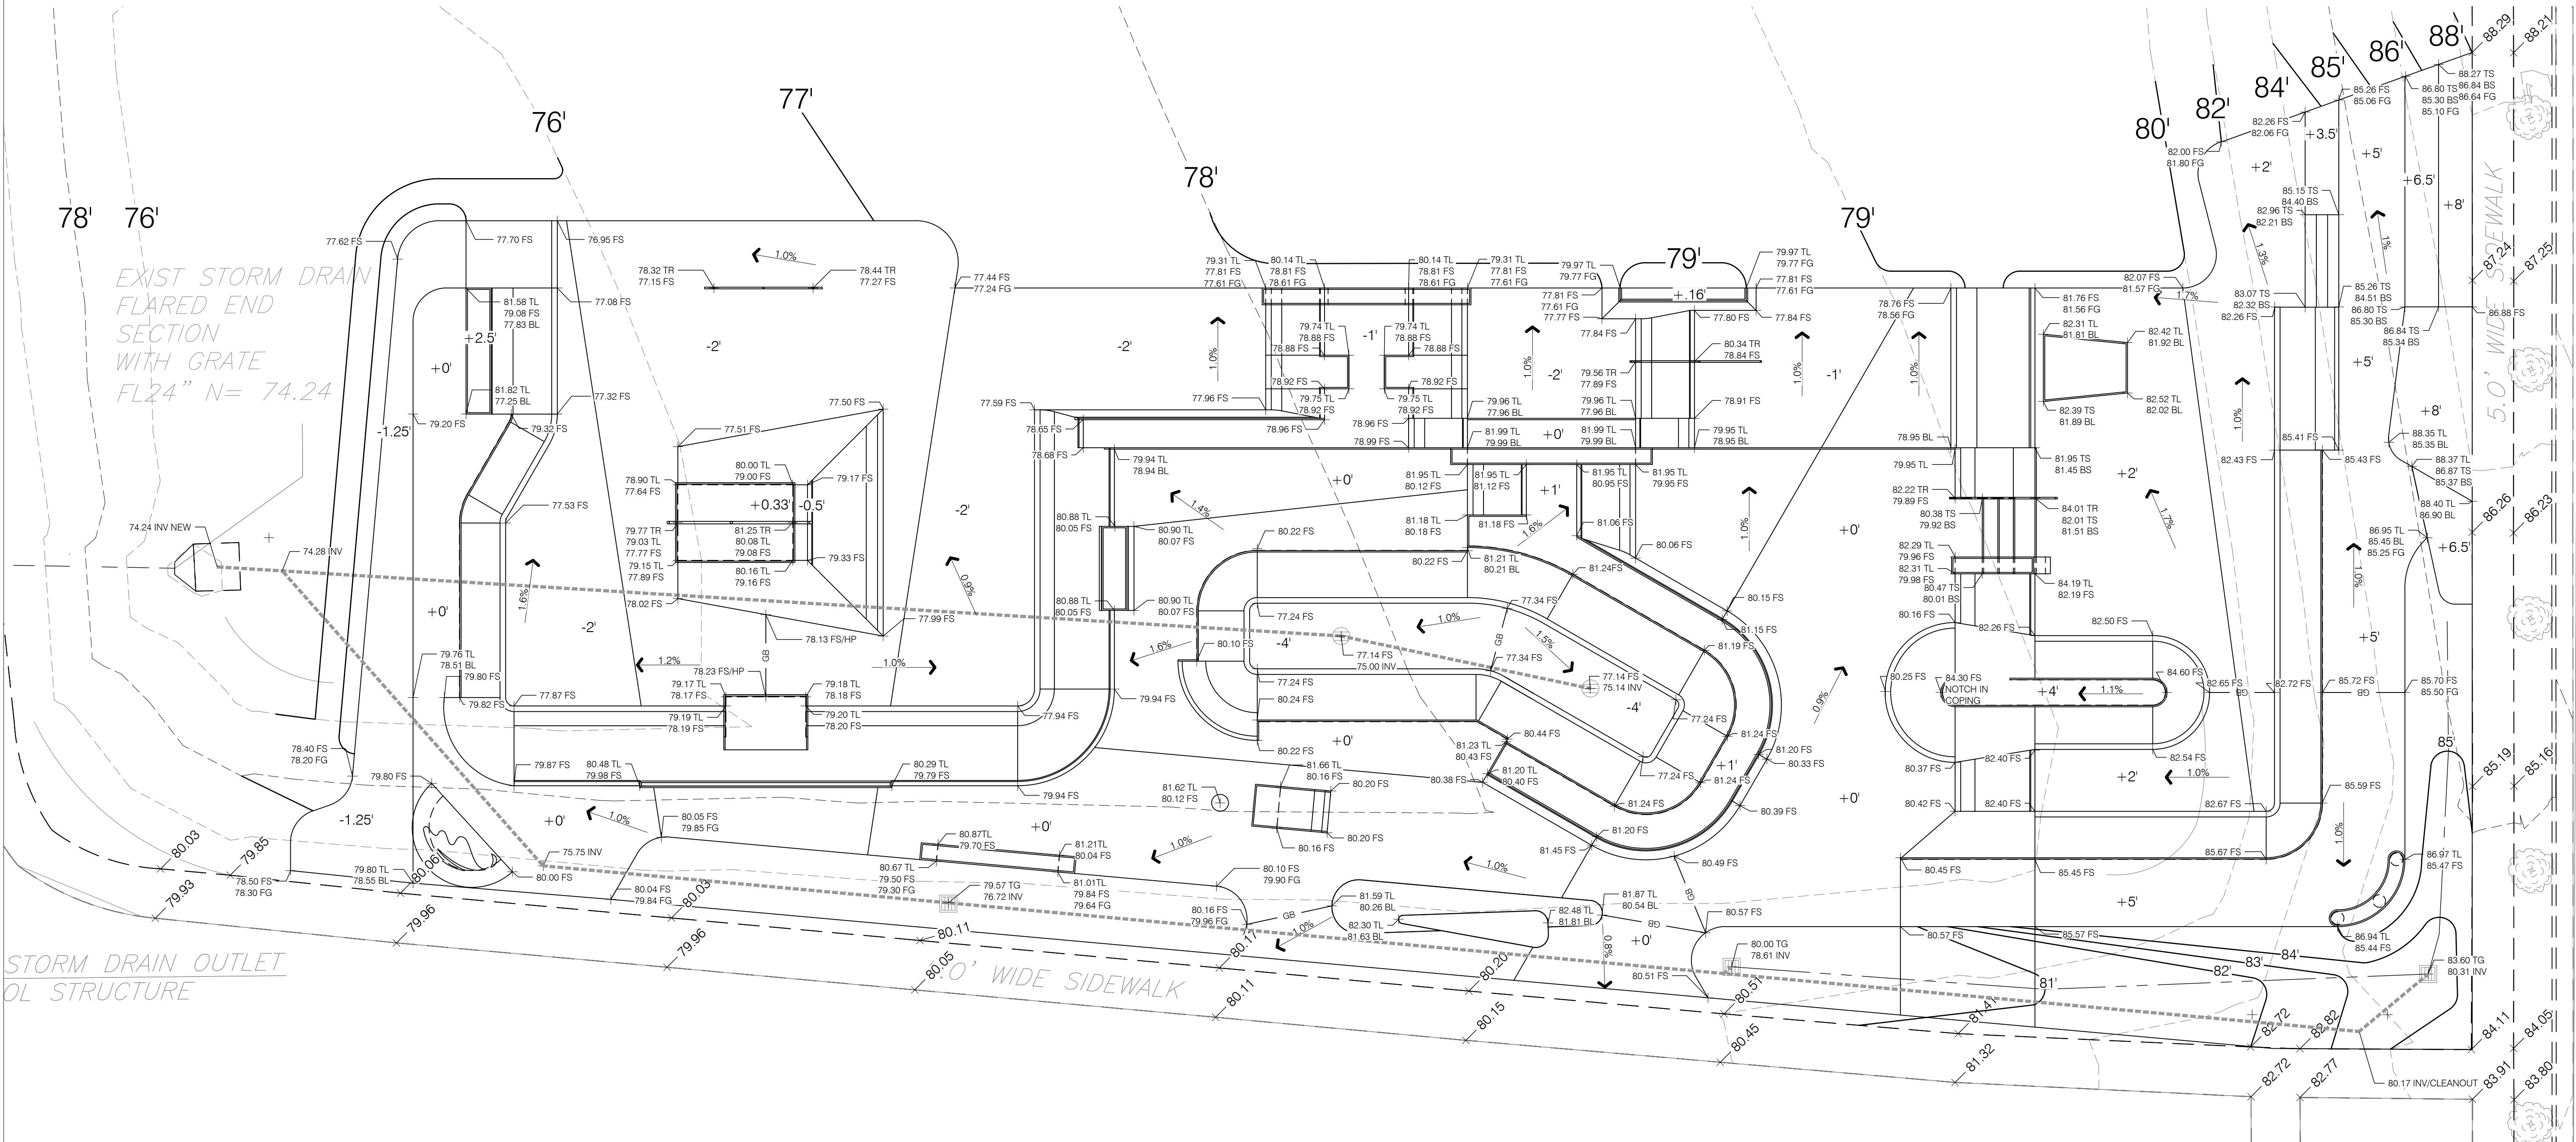 88.29
88.21
88'
86'
85'
84'
82'
80'
77'
76'
78'
79'
79'
78'
76'
88.27 TS
86.84 BS
86.64 FG
86.80 TS
85.30 BS
85.10 FG
85.26 FS
85.06 FG
82.26 FS
82.06 FG
+3.5'
+5'
+2'
+6.5'
+8'
82.00 FS
81.80 FG
85.15 TS
84.40 BS
82.96 TS
82.21 BS
1.3%
1%
5.0' WIDE SIDEWALK
87.24
87.25
EXIST STORM DRAIN
FLARED END
SECTION
WITH GRATE
FL24" N= 74.24
77.62 FS
77.70 FS
76.95 FS
1.0%
78.32 TR
77.15 FS
78.44 TR
77.27 FS
77.44 FS
77.24 FG
81.58 TL
79.08 FS
77.83 BL
77.08 FS
+2.5'
+0'
-2'
-2'
81.82 TL
77.25 BL
77.32 FS
79.20 FS
79.32 FS
-1.25'
79.31 TL
77.81 FS
77.61 FG
80.14 TL
78.81 FS
78.61 FG
80.14 TL
78.81 FS
78.61 FG
79.31 TL
77.81 FS
77.61 FG
79.97 TL
79.77 FG
79.97 TL
79.77 FG
+.16'
77.81 FS
77.61 FG
77.77 FS
77.81 FS
77.61 FG
77.80 FS
77.84 FS
77.84 FS
79.74 TL
78.88 FS
78.88 FS
79.74 TL
78.88 FS
78.88 FS
-1'
1.0%
1.0%
1.0%
1.0%
80.34 TR
78.84 FS
79.56 TR
77.89 FS
-2'
-1'
78.92 FS
79.75 TL
78.92 FS
78.92 FS
79.75 TL
78.92 FS
77.96 FS
78.96 FS
78.96 FS
78.99 FS
79.96 TL
77.96 BL
79.96 TL
77.96 BL
78.91 FS
81.99 TL
79.99 BL
+0'
81.99 TL
79.99 BL
79.95 TL
78.95 BL
78.76 FS
78.56 FG
81.76 FS
81.56 FG
82.31 TL
81.81 BL
82.42 TL
81.92 BL
82.39 TS
81.89 BL
82.52 TL
82.02 BL
82.07 FS
81.57 FG
1.7%
83.07 TS
82.32 BS
82.26 FS
85.26 TS
84.51 BS
86.80 TS
85.30 BS
86.84 TS
85.34 BS
86.88 FS
+5'
+8'
1.0%
85.41 FS
85.43 FS
82.43 FS
88.35 TL
85.35 BL
88.37 TL
86.87 TS
85.37 BS
88.40 TL
86.90 BL
86.95 TL
85.45 BL
85.25 FG
+6.5'
86.26
86.23
77.50 FS
77.51 FS
77.59 FS
78.65 FS
78.68 FS
79.94 TL
78.94 BL
80.00 TL
79.00 FS
78.90 TL
77.64 FS
79.17 FS
+0.33'
-0.5'
79.77 TR
79.03 TL
77.77 FS
79.15 TL
77.89 FS
81.25 TR
80.08 TL
79.08 FS
80.16 TL
79.16 FS
79.33 FS
78.02 FS
77.99 FS
78.13 FS/HP
GB
78.23 FS/HP
1.2%
1.0%
0.9%
-2'
-2'
77.53 FS
1.6%
+0'
74.24 INV NEW
74.28 INV
80.88 TL
80.05 FS
80.90 TL
80.07 FS
80.88 TL
80.05 FS
80.90 TL
80.07 FS
1.4%
+0'
1.6%
80.22 FS
80.22 FS
81.95 TL
80.12 FS
81.95 TL
81.12 FS
+1'
81.95 TL
80.95 FS
81.95 TL
79.95 FS
81.18 TL
80.18 FS
81.18 FS
1.6%
81.06 FS
80.06 FS
81.21 TL
80.21 BL
81.24FS
1.0%
+0'
80.15 FS
81.15 FS
81.19 FS
77.34 FS
77.24 FS
1.0%
-4'
80.10 FS
GB
1.5%
77.34 FS
77.14 FS
75.00 INV
77.14 FS
75.14 INV
-4'
77.24 FS
77.24 FS
77.24 FS
80.24 FS
80.22 FS
+0'
81.23 TL
80.43 FS
80.44 FS
81.20 TL
80.40 FS
80.38 FS
81.24 FS
81.24 FS
81.24 FS
+1'
81.20 FS
80.33 FS
80.39 FS
81.20 FS
81.45 FS
80.49 FS
0.9%
+0'
78.95 BL
79.95 TL
81.95 TS
81.45 BS
82.22 TR
79.89 FS
80.38 TS
79.92 BS
84.01 TR
82.01 TS
81.51 BS
82.29 TL
79.96 FS
82.31 TL
79.98 FS
80.47 TS
80.01 BS
84.19 TL
82.19 FS
80.16 FS
82.26 FS
82.50 FS
80.25 FS
84.30 FS
NOTCH IN
COPING
+4'
1.1%
84.60 FS
82.65 FS
GB
82.72 FS
85.72 FS
GB
85.70 FS
85.50 FG
+2'
1.7%
1.0%
+5'
80.37 FS
82.40 FS
82.54 FS
+2'
1.0%
80.42 FS
82.40 FS
82.67 FS
85.59 FS
85.67 FS
1.0%
85'
85.19
85.16
80.45 FS
85.45 FS
+5'
86.97 TL
85.47 FS
80.57 FS
85.57 FS
86.94 TL
85.44 FS
84'
83'
82'
81'
83.60 TG
80.31 INV
79.76 TL
78.51 BL
79.80 FS
79.82 FS
77.87 FS
79.17 TL
78.17 FS
79.18 TL
78.18 FS
79.19 TL
78.19 FS
79.20 TL
78.20 FS
77.94 FS
79.94 FS
78.40 FS
78.20 FG
79.80 FS
79.87 FS
80.48 TL
79.98 FS
80.29 TL
79.79 FS
79.94 FS
-1.25'
+0'
1.0%
80.05 FS
79.85 FG
75.75 INV
80.00 FS
79.80 TL
78.55 BL
80.06
78.50 FS
78.30 FG
80.03
79.85
79.93
79.96
80.04 FS
79.84 FG
80.03
79.96
80.87TL
79.70 FS
80.67 TL
79.50 FS
79.30 FG
81.21TL
80.04 FS
81.01TL
79.84 FS
79.64 FG
79.57 TG
76.72 INV
+0'
1.0%
81.62 TL
80.12 FS
81.66 TL
80.16 FS
80.20 FS
80.20 FS
80.16 FS
80.10 FS
79.90 FG
80.16 FS
79.96 FG
GB
1.0%
81.59 TL
80.26 BL
82.30 TL
81.63 BL
1.0%
82.48 TL
81.81 BL
81.87 TL
80.54 BL
GB
GB
80.57 FS
0.8%
+0'
80.51 FS
80.00 TG
78.61 INV
80.11
80.05
80.17
80.11
80.20
80.15
80.51
80.45
81.41
81.32
82.72
82.82
82.72
82.77
84.11
84.05
83.91
83.80
80.17 INV/CLEANOUT
STORM DRAIN OUTLET
OL STRUCTURE
.0' WIDE SIDEWALK